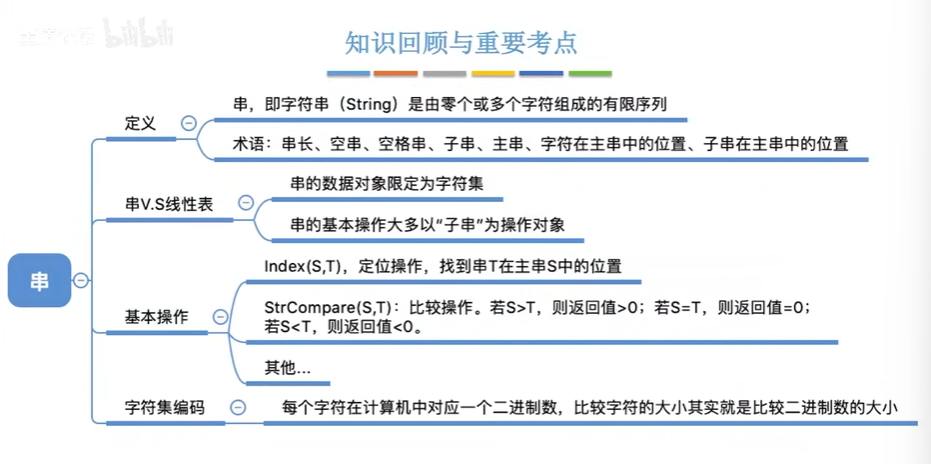 bilibili
知识回顾与重要考点
定义
串，即字符串（String）是由零个或多个字符组成的有限序列
术语：串长、空串、空格串、子串、主串、字符在主串中的位置、子串在主串中的位置
串V.S线性表
串的数据对象限定为字符集
串的基本操作大多以“子串”为操作对象
串
基本操作
Index(S,T)，定位操作，找到串T在主串S中的位置
StrCompare(S,T)：比较操作。若S>T，则返回值>0；若S=T，则返回值=0；
若S<T，则返回值<0。
其他...
字符集编码
每个字符在计算机中对应一个二进制数，比较字符的大小其实就是比较二进制数的大小